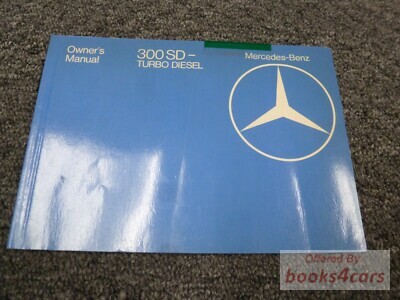 Owner's
Manual
300 SD –
TURBO DIESEL
Mercedes-Benz
Offered By
books4cars